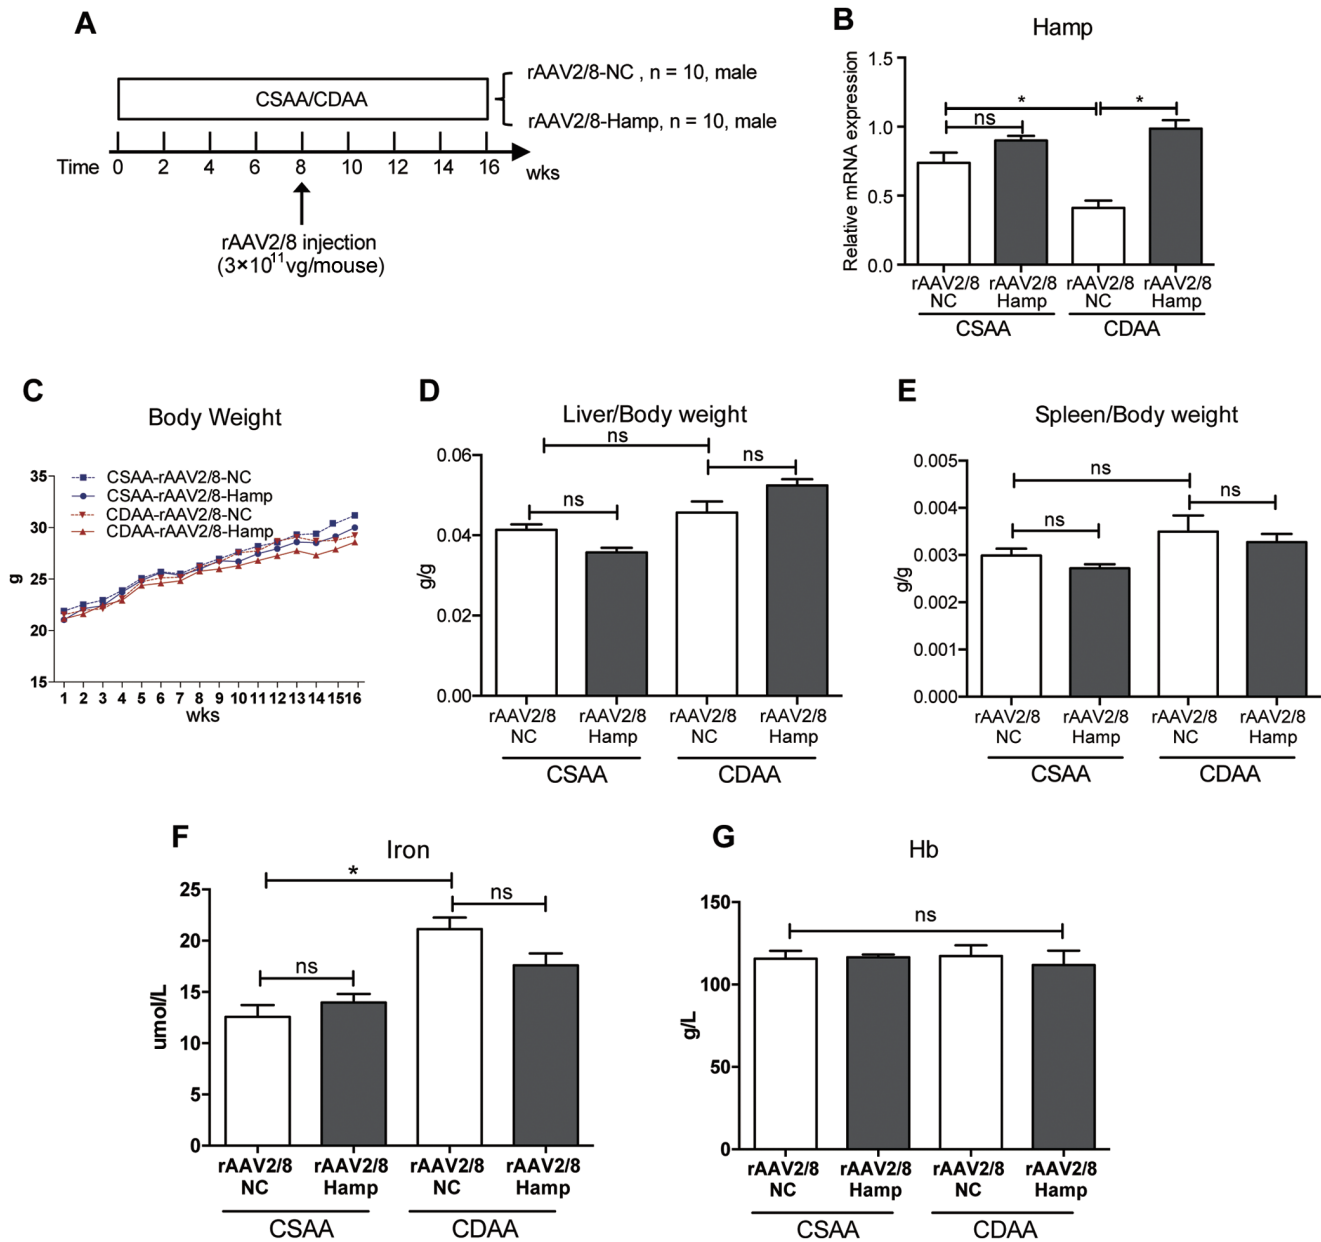 A
CSAA/CDAA
rAAV2/8-NC , n = 10, male
rAAV2/8-Hamp, n = 10, male
Time 0 2 4 6 8 10 12 14 16 wks
rAAV2/8 injection
(3×10¹¹vg/mouse)
B
Hamp
Relative mRNA expression
1.5
1.0
0.5
0.0
* *
ns
rAAV2/8 rAAV2/8 rAAV2/8 rAAV2/8
NC Hamp NC Hamp
CSAA CDAA
C
Body Weight
g
35
30
25
20
15
CSAA-rAAV2/8-NC
CSAA-rAAV2/8-Hamp
CDAA-rAAV2/8-NC
CDAA-rAAV2/8-Hamp
1 2 3 4 5 6 7 8 9 10 11 12 13 14 15 16
wks
D
Liver/Body weight
g/g
0.06
0.04
0.02
0.00
ns
ns
ns
rAAV2/8 rAAV2/8 rAAV2/8 rAAV2/8
NC Hamp NC Hamp
CSAA CDAA
E
Spleen/Body weight
g/g
0.005
0.004
0.003
0.002
0.001
0.000
ns
ns
ns
rAAV2/8 rAAV2/8 rAAV2/8 rAAV2/8
NC Hamp NC Hamp
CSAA CDAA
F
Iron
umol/L
25
20
15
10
5
0
*
ns
ns
rAAV2/8 rAAV2/8 rAAV2/8 rAAV2/8
NC Hamp NC Hamp
CSAA CDAA
G
Hb
g/L
150
100
50
0
ns
rAAV2/8 rAAV2/8 rAAV2/8 rAAV2/8
NC Hamp NC Hamp
CSAA CDAA